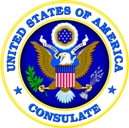 UNITED STATES OF AMERICA
CONSULATE